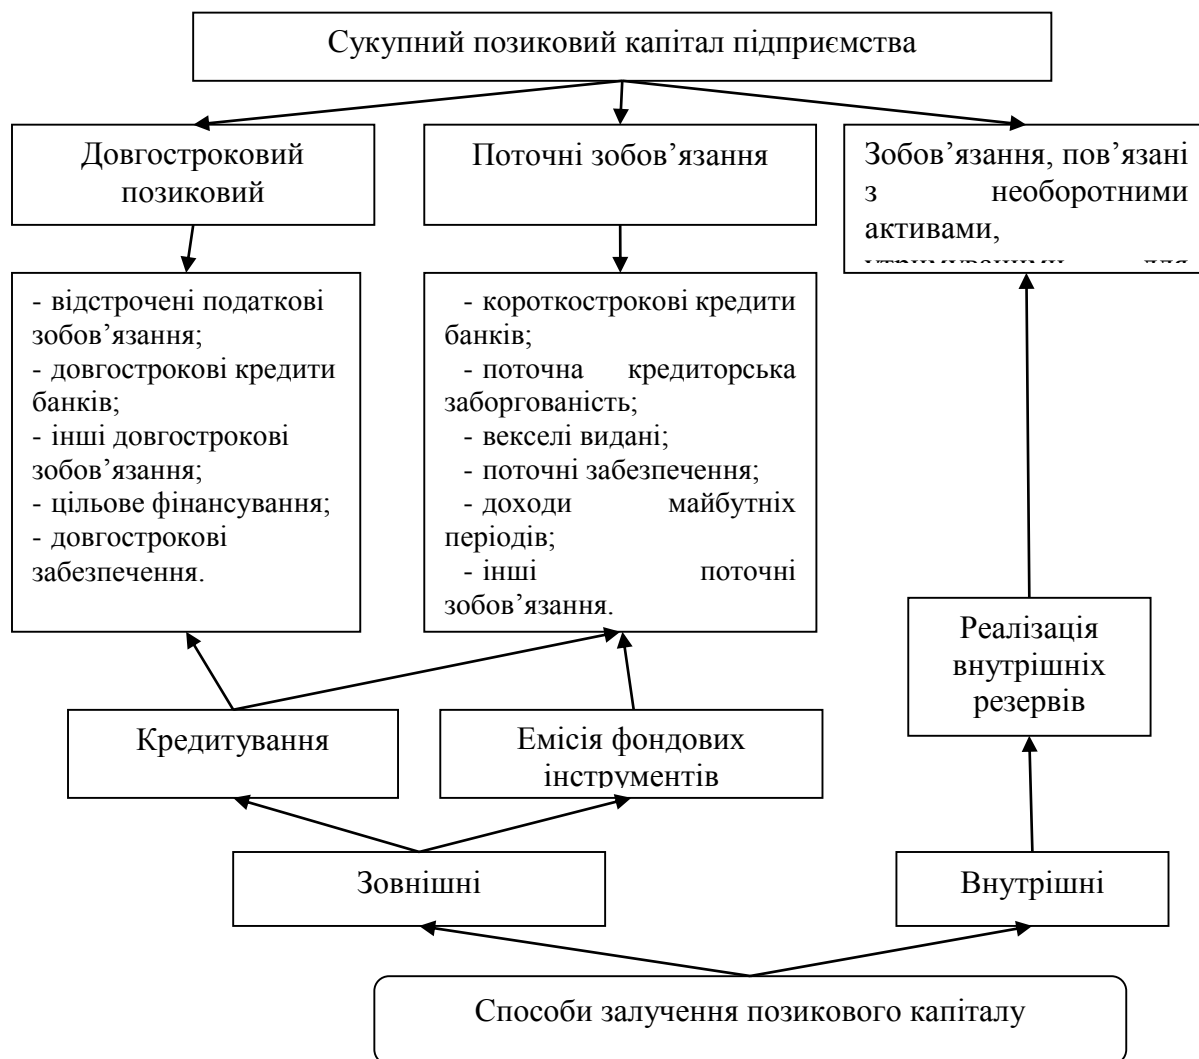 Сукупний позиковий капітал підприємства
Довгостроковий
позиковий
Поточні зобов’язання
Зобов’язання, пов’язані
з необоротними
активами,
- відстрочені податкові
зобов’язання;
- довгострокові кредити
банків;
- інші довгострокові
зобов’язання;
- цільове фінансування;
- довгострокові
забезпечення.
- короткострокові кредити
банків;
- поточна кредиторська
заборгованість;
- векселі видані;
- поточні забезпечення;
- доходи майбутніх
періодів;
- інші поточні
зобов’язання.
Реалізація
внутрішніх
резервів
Кредитування
Емісія фондових
інструментів
Зовнішні
Внутрішні
Способи залучення позикового капіталу